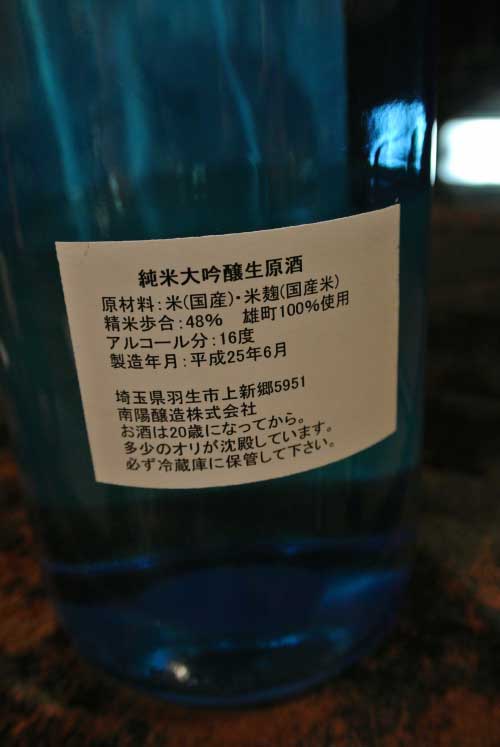 純米大吟醸生原酒
原材料:米(国産)・米麹(国産米)
精米歩合:48% 雄町100%使用
アルコール分:16度
製造年月:平成25年6月
埼玉県羽生市上新郷5951
南陽醸造株式会社
お酒は20歳になってから。
多少のオリが沈殿しています。
必ず冷蔵庫に保管して下さい。